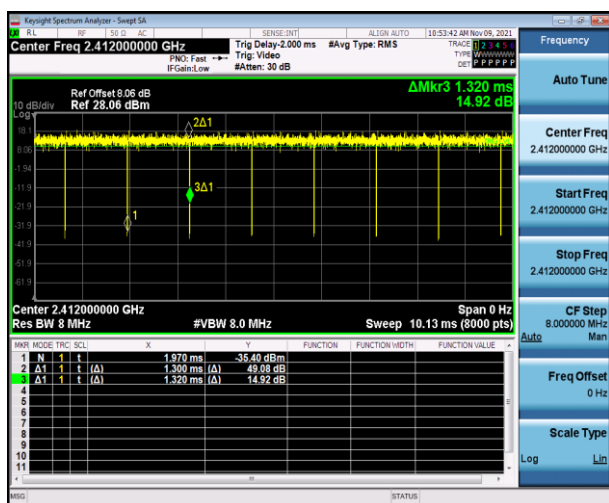 Keysight Spectrum Analyzer - Swept SA
RL RF 50 Ω AC SENSE:INT ALIGN AUTO 10:53:42 AM Nov 09, 2021
Center Freq 2.412000000 GHz
PNO: Fast
IFGain:Low
Trig Delay-2.000 ms
Trig: Video
#Atten: 30 dB
#Avg Type: RMS
TRACE 1 2 3 4 5 6
TYPE WWWWWW
DET P P P P P P
Ref Offset 8.06 dB
Ref 28.06 dBm
10 dB/div
Log
ΔMkr3 1.320 ms
14.92 dB
18.1
8.06
-1.94
-11.9
-21.9
-31.9
-41.9
-51.9
-61.9
2Δ1
3Δ1
1
Center 2.412000000 GHz Span 0 Hz
Res BW 8 MHz #VBW 8.0 MHz Sweep 10.13 ms (8000 pts)
MKR MODE TRC SCL X Y FUNCTION FUNCTION WIDTH FUNCTION VALUE
1 N 1 t 1.970 ms -35.40 dBm
2 Δ1 1 t (Δ) 1.300 ms (Δ) 49.08 dB
3 Δ1 1 t (Δ) 1.320 ms (Δ) 14.92 dB
4
5
6
7
8
9
10
11
MSG STATUS
Frequency
Auto Tune
Center Freq
2.412000000 GHz
Start Freq
2.412000000 GHz
Stop Freq
2.412000000 GHz
CF Step
8.000000 MHz
Auto Man
Freq Offset
0 Hz
Scale Type
Log Lin